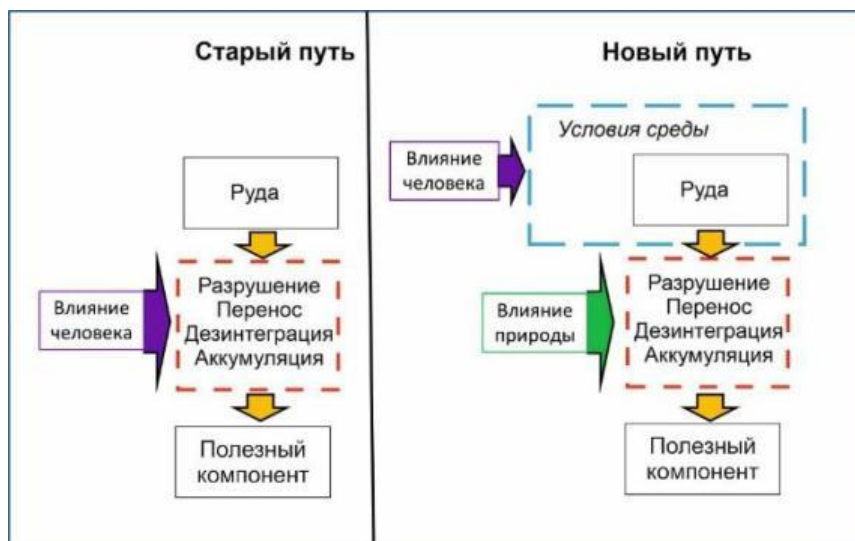 Старый путь
Руда
Влияние
человека
Разрушение
Перенос
Дезинтеграция
Аккумуляция
Полезный
компонент
Новый путь
Условия среды
Влияние
человека
Руда
Влияние
природы
Разрушение
Перенос
Дезинтеграция
Аккумуляция
Полезный
компонент